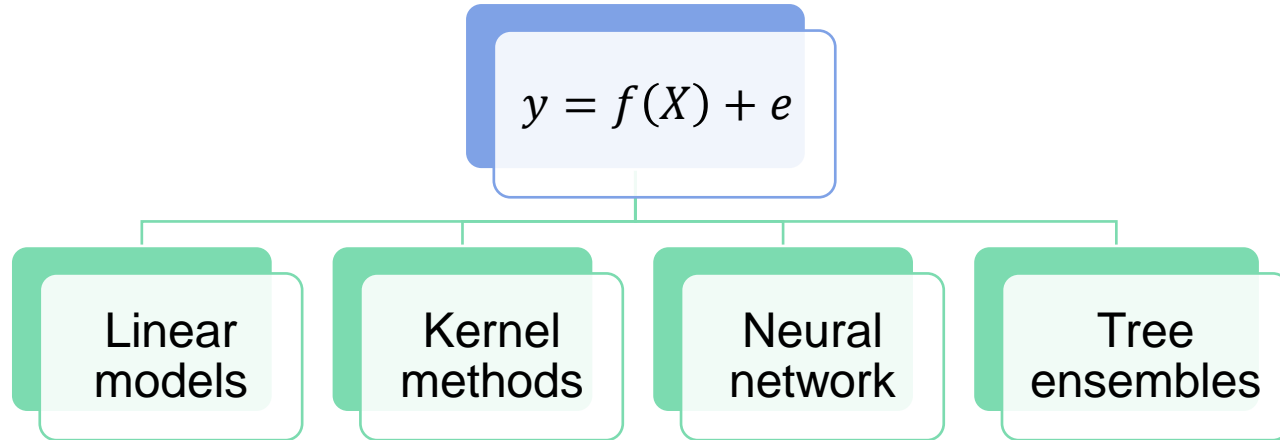 y = f(X) + e
Linear
models
Kernel
methods
Neural
network
Tree
ensembles